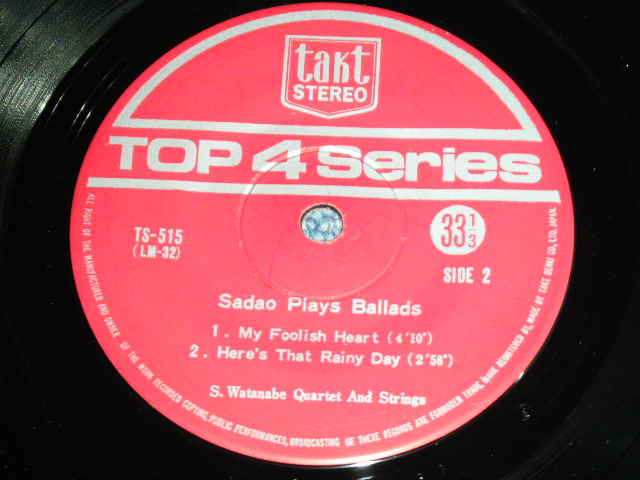 takt
STEREO
TOP 4 Series
TS-515
(LM-32)
33 1/3
SIDE 2
Sadao Plays Ballads
1. My Foolish Heart (4'10")
2. Here's That Rainy Day (2'58")
S. Watanabe Quartet And Strings
ALL RIGHT OF THE MANUFACTURER AND OWNER OF THE WORK RECORDED COPYING, PUBLIC PERFORMANCES, BROADCASTING OF THESE RECORDS ARE FORBIDDEN TRADE MARK REGISTERED BY, MADE BY TAKT DENKI CO., LTD. JAPAN.